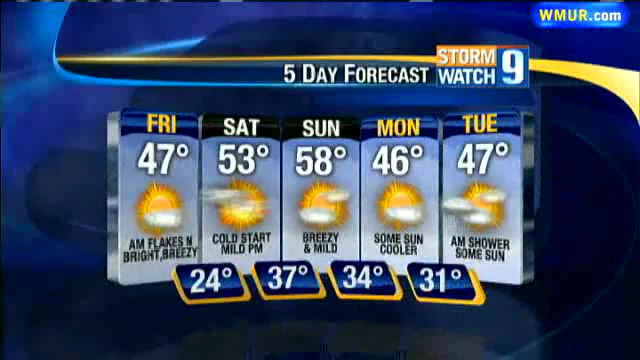 WMUR.com
5 DAY FORECAST
STORM
WATCH 9
FRI
47°
AM FLAKES N
BRIGHT,BREEZY
SAT
53°
COLD START
MILD PM
SUN
58°
BREEZY
& MILD
MON
46°
SOME SUN
COOLER
TUE
47°
AM SHOWER
SOME SUN
24°
37°
34°
31°